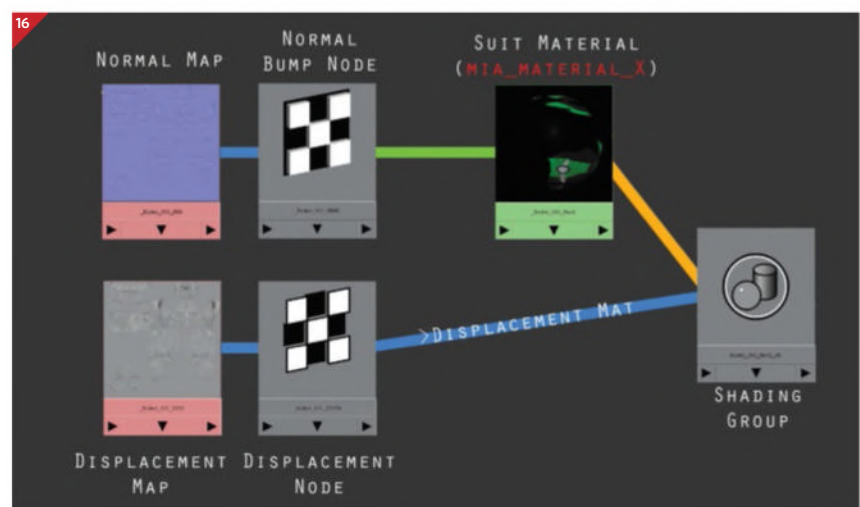 16
Normal Map
Normal
Bump Node
Suit Material
(mia_material_x)
>Displacement Mat
Shading
Group
Displacement
Map
Displacement
Node